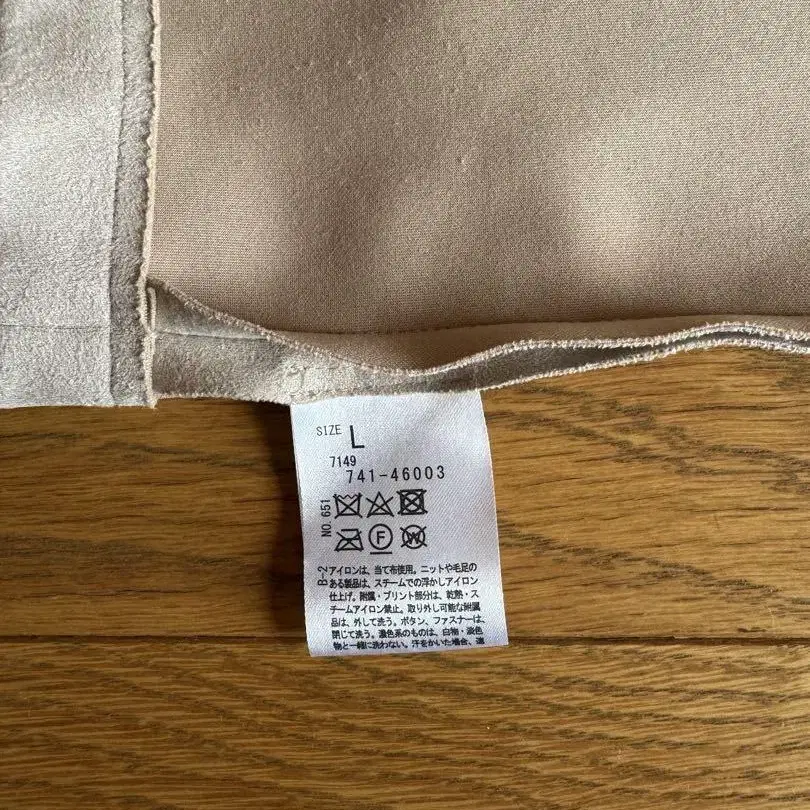 SIZE L
7149
741-46003
NO.651
F
W
B-2
アイロンは、当て布使用。ニットや毛足の
ある製品は、スチームでの浮かしアイロン
仕上げ。附属・プリント部分は、乾熱・ス
チームアイロン禁止。取り外し可能な附属
品は、外して洗う。ボタン、ファスナーは、
閉じて洗う。濃色系のものは、白物・淡色
物と一緒に洗わない。汗をかいた場合、速